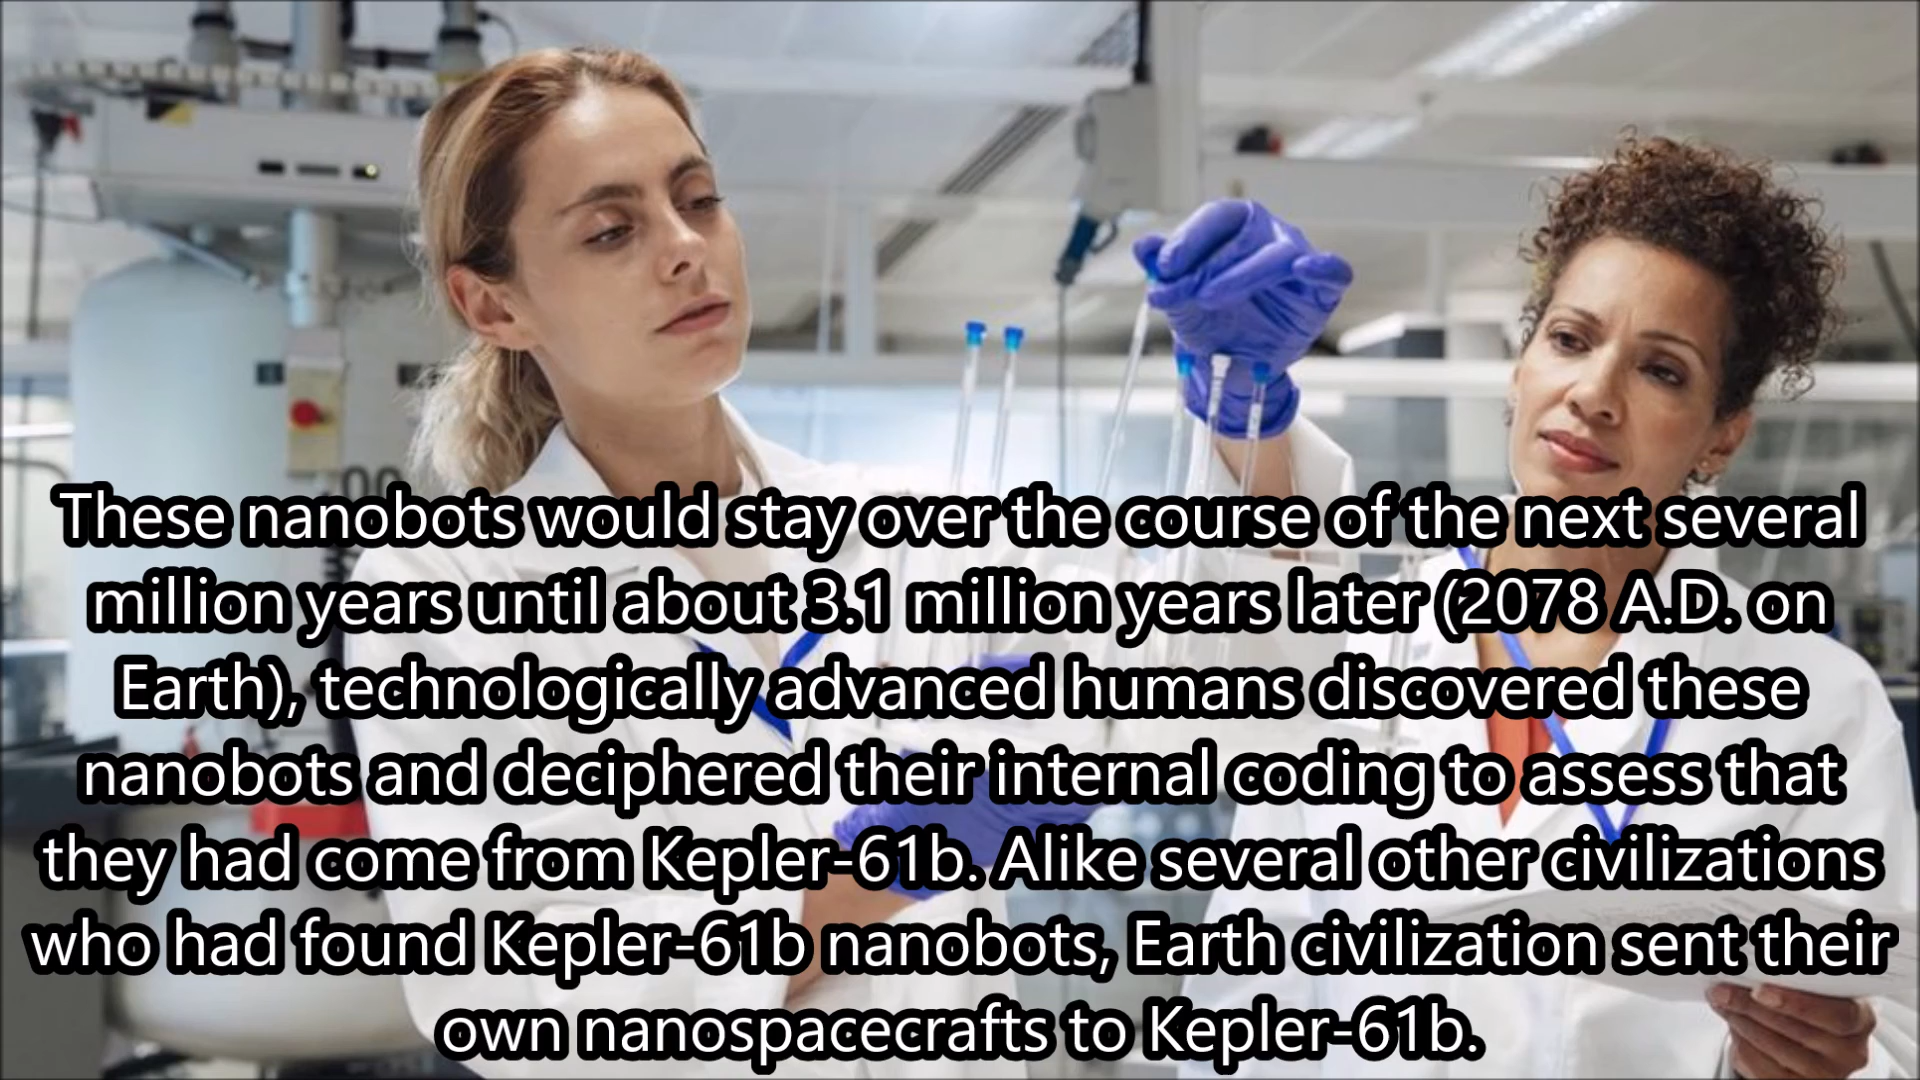 These nanobots would stay over the course of the next several
million years until about 3.1 million years later (2078 A.D. on
Earth), technologically advanced humans discovered these
nanobots and deciphered their internal coding to assess that
they had come from Kepler-61b. Alike several other civilizations
who had found Kepler-61b nanobots, Earth civilization sent their
own nanospacecrafts to Kepler-61b.